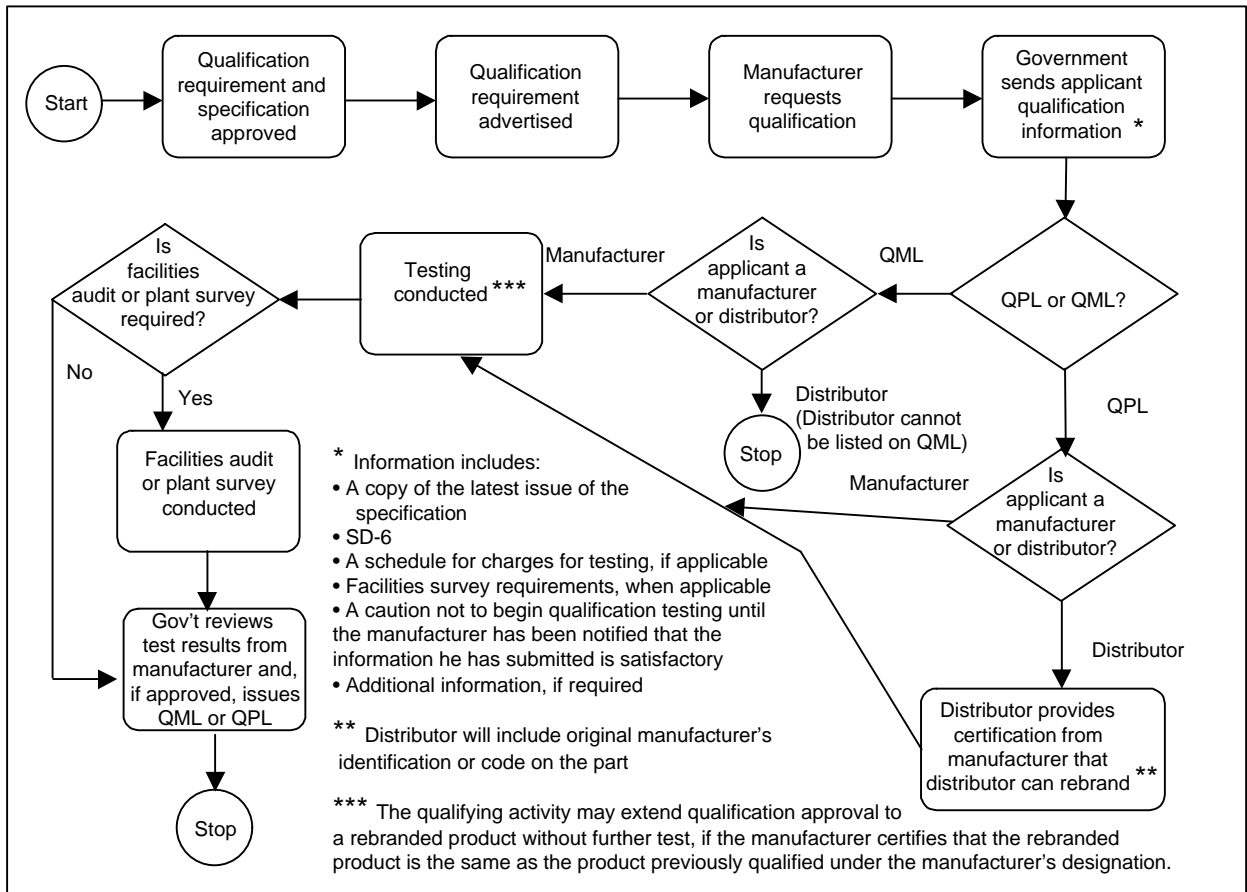 Start
Qualification
requirement and
specification
approved
Qualification
requirement
advertised
Manufacturer
requests
qualification
Government
sends applicant
qualification
information *
QPL or QML?
QML
Is
applicant a
manufacturer
or distributor?
Manufacturer
Testing
conducted ***
Is
facilities
audit or plant survey
required?
No
Yes
Distributor
(Distributor cannot
be listed on QML)
Stop
QPL
Is
applicant a
manufacturer
or distributor?
Manufacturer
Distributor
Distributor provides
certification from
manufacturer that
distributor can rebrand **
Facilities audit
or plant survey
conducted
Gov't reviews
test results from
manufacturer and,
if approved, issues
QML or QPL
Stop
* Information includes:
• A copy of the latest issue of the
specification
• SD-6
• A schedule for charges for testing, if applicable
• Facilities survey requirements, when applicable
• A caution not to begin qualification testing until
the manufacturer has been notified that the
information he has submitted is satisfactory
• Additional information, if required
** Distributor will include original manufacturer's
identification or code on the part
*** The qualifying activity may extend qualification approval to
a rebranded product without further test, if the manufacturer certifies that the rebranded
product is the same as the product previously qualified under the manufacturer's designation.